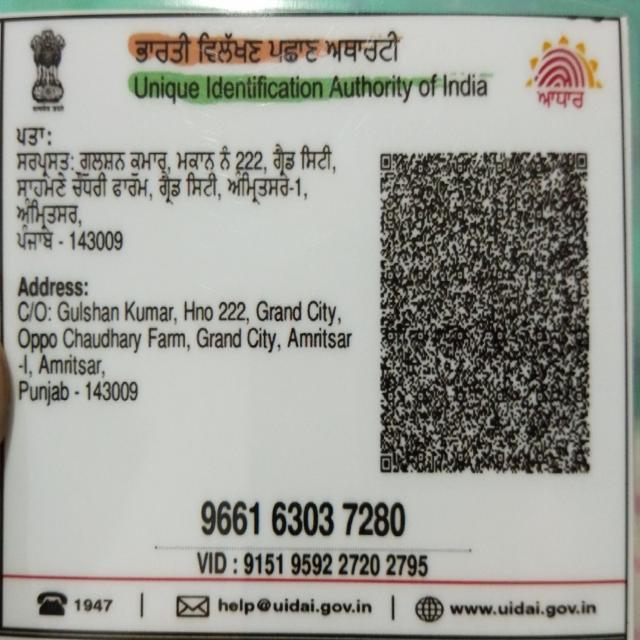 ਭਾਰਤੀ ਵਿਲੱਖਣ ਪਛਾਣ ਅਥਾਰਟੀ
Unique Identification Authority of India
ਆਧਾਰ
ਪਤਾ:
ਸਰਪ੍ਰਸਤ: ਗੁਲਸ਼ਨ ਕੁਮਾਰ, ਮਕਾਨ ਨੰ 222, ਗ੍ਰੈਂਡ ਸਿਟੀ,
ਸਾਹਮਣੇ ਚੌਧਰੀ ਫਾਰਮ, ਗ੍ਰੈਂਡ ਸਿਟੀ, ਅੰਮ੍ਰਿਤਸਰ-1,
ਅੰਮ੍ਰਿਤਸਰ,
ਪੰਜਾਬ - 143009
Address:
C/O: Gulshan Kumar, Hno 222, Grand City,
Oppo Chaudhary Farm, Grand City, Amritsar
-I, Amritsar,
Punjab - 143009
9661 6303 7280
VID : 9151 9592 2720 2795
1947 | help@uidai.gov.in | www.uidai.gov.in